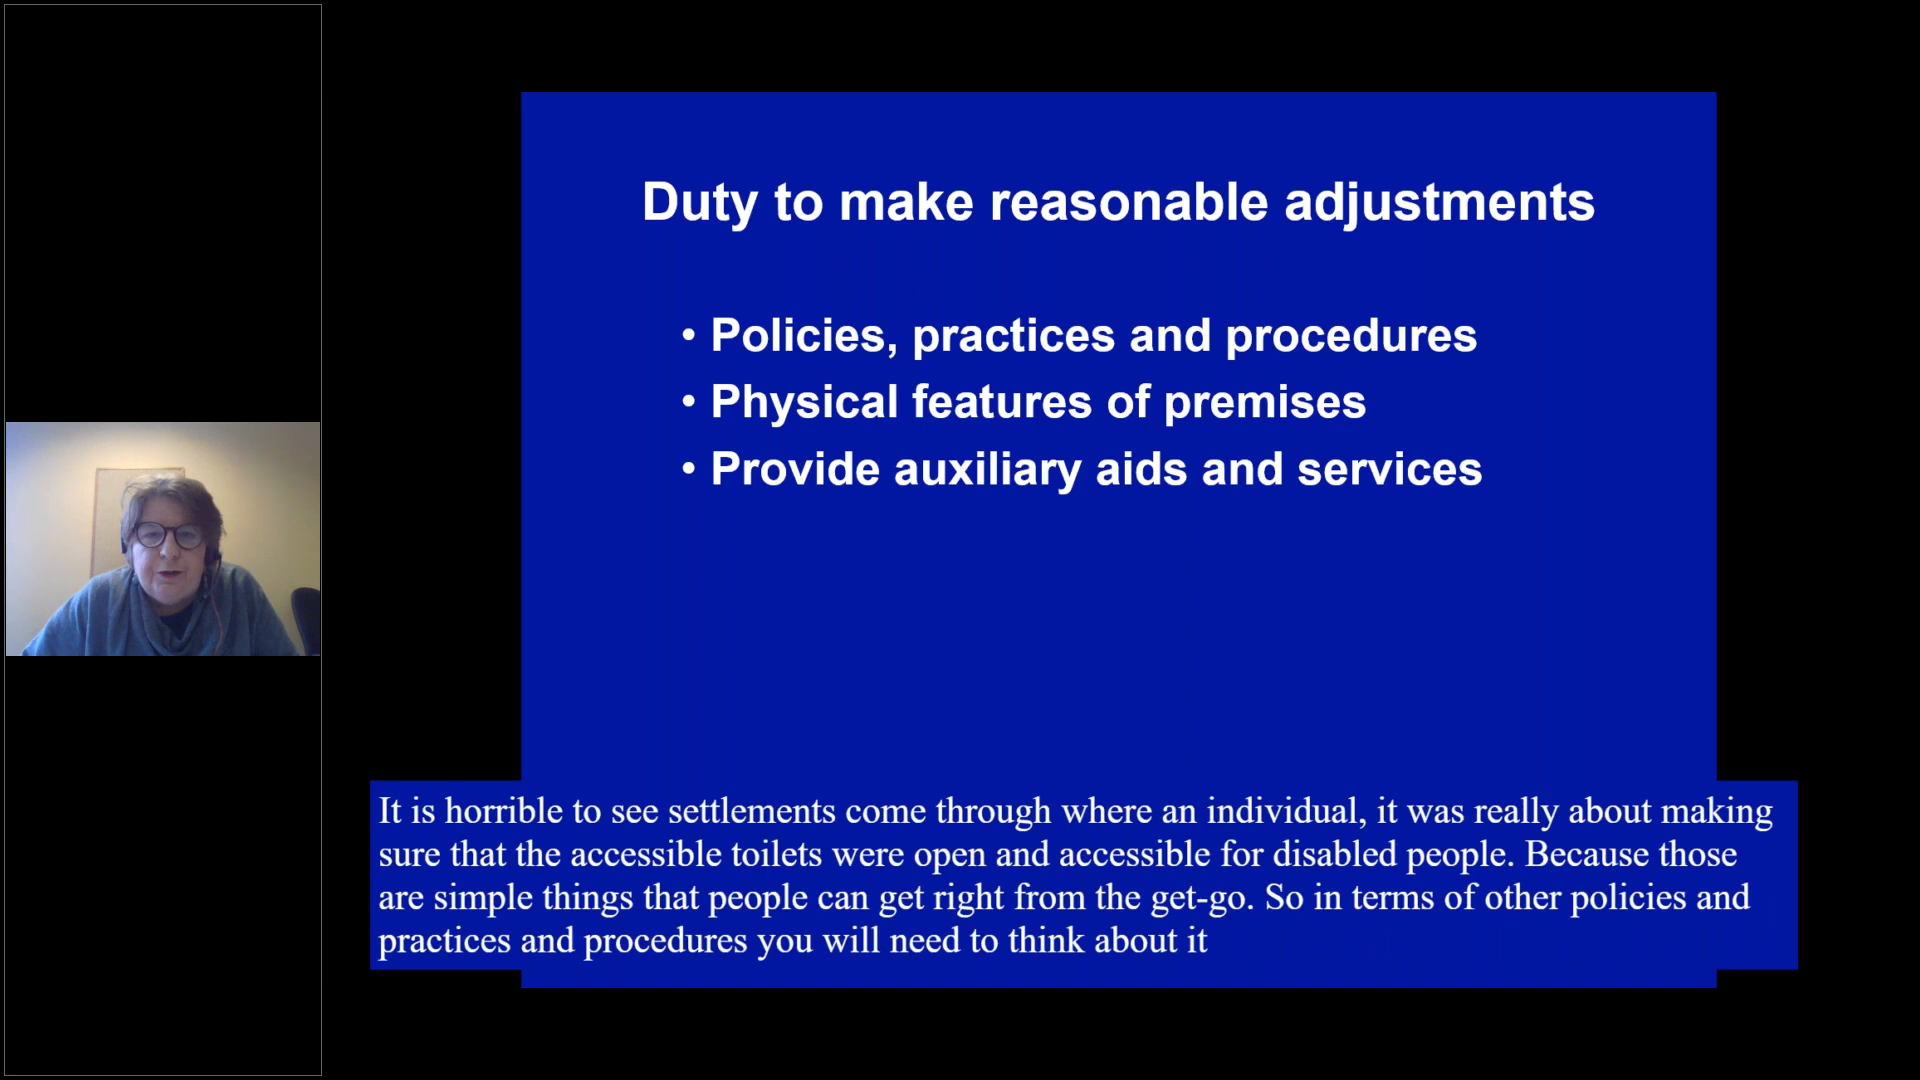 Duty to make reasonable adjustments
• Policies, practices and procedures
• Physical features of premises
• Provide auxiliary aids and services
It is horrible to see settlements come through where an individual, it was really about making
sure that the accessible toilets were open and accessible for disabled people. Because those
are simple things that people can get right from the get-go. So in terms of other policies and
practices and procedures you will need to think about it